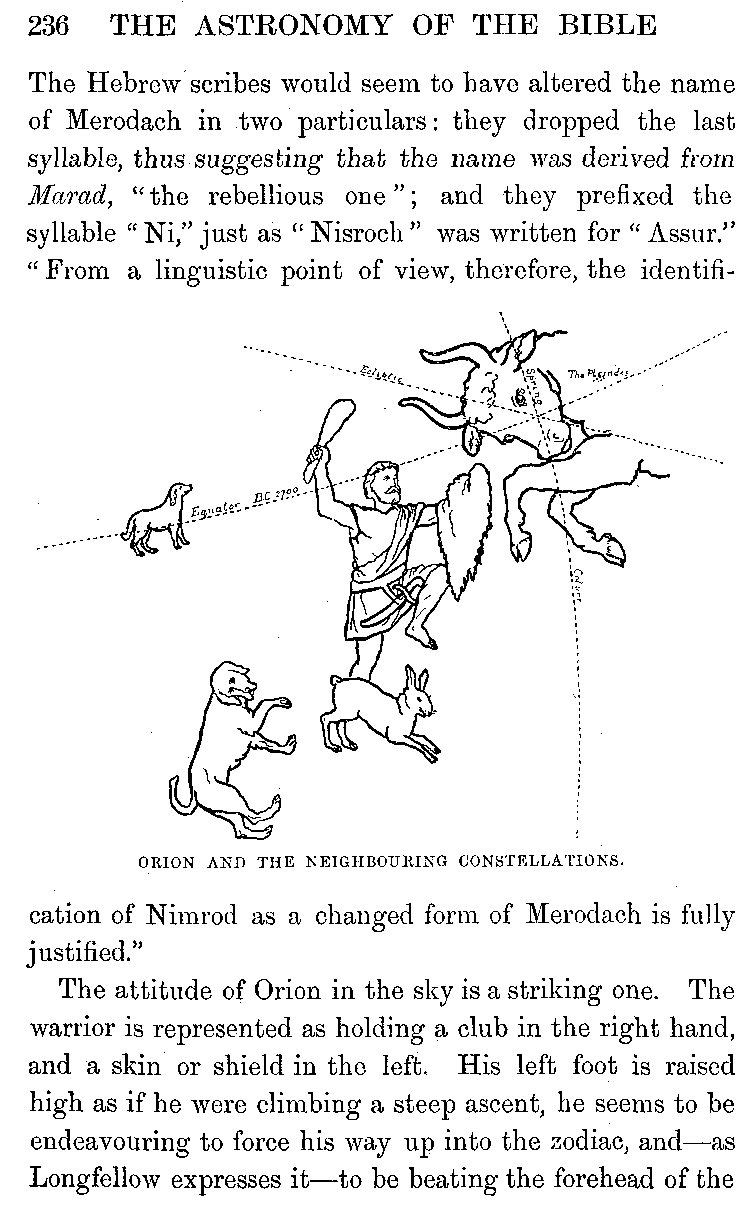 236 THE ASTRONOMY OF THE BIBLE
The Hebrew scribes would seem to have altered the name
of Merodach in two particulars: they dropped the last
syllable, thus suggesting that the name was derived from
Marad, "the rebellious one"; and they prefixed the
syllable "Ni," just as "Nisroch" was written for "Assur."
"From a linguistic point of view, therefore, the identifi-
Ecliptic
Spring
The Pleiades
Equator B.C. 2700
Colure
ORION AND THE NEIGHBOURING CONSTELLATIONS.
cation of Nimrod as a changed form of Merodach is fully
justified."
The attitude of Orion in the sky is a striking one. The
warrior is represented as holding a club in the right hand,
and a skin or shield in the left. His left foot is raised
high as if he were climbing a steep ascent, he seems to be
endeavouring to force his way up into the zodiac, and—as
Longfellow expresses it—to be beating the forehead of the